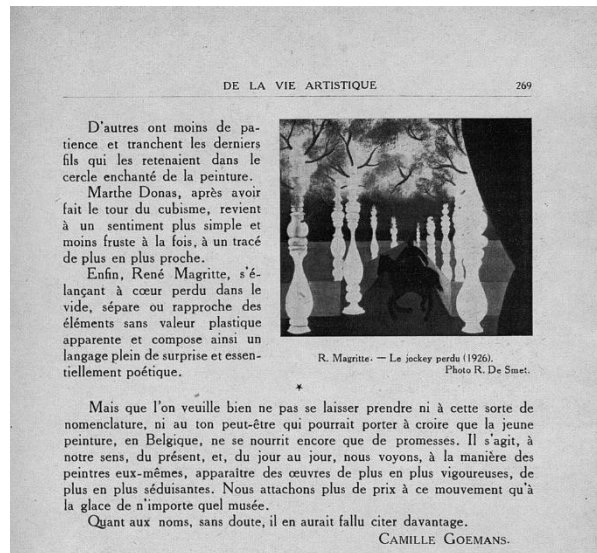 DE LA VIE ARTISTIQUE 269
D'autres ont moins de pa-
tience et tranchent les derniers
fils qui les retenaient dans le
cercle enchanté de la peinture.
Marthe Donas, après avoir
fait le tour du cubisme, revient
à un sentiment plus simple et
moins fruste à la fois, à un tracé
de plus en plus proche.
Enfin, René Magritte, s'é-
lançant à cœur perdu dans le
vide, sépare ou rapproche des
éléments sans valeur plastique
apparente et compose ainsi un
langage plein de surprise et essen-
tiellement poétique.
R. Magritte. — Le jockey perdu (1926).
Photo R. De Smet.
★
Mais que l'on veuille bien ne pas se laisser prendre ni à cette sorte de
nomenclature, ni au ton peut-être qui pourrait porter à croire que la jeune
peinture, en Belgique, ne se nourrit encore que de promesses. Il s'agit, à
notre sens, du présent, et, du jour au jour, nous voyons, à la manière des
peintres eux-mêmes, apparaître des œuvres de plus en plus vigoureuses, de
plus en plus séduisantes. Nous attachons plus de prix à ce mouvement qu'à
la glace de n'importe quel musée.
Quant aux noms, sans doute, il en aurait fallu citer davantage.
CAMILLE GOEMANS.